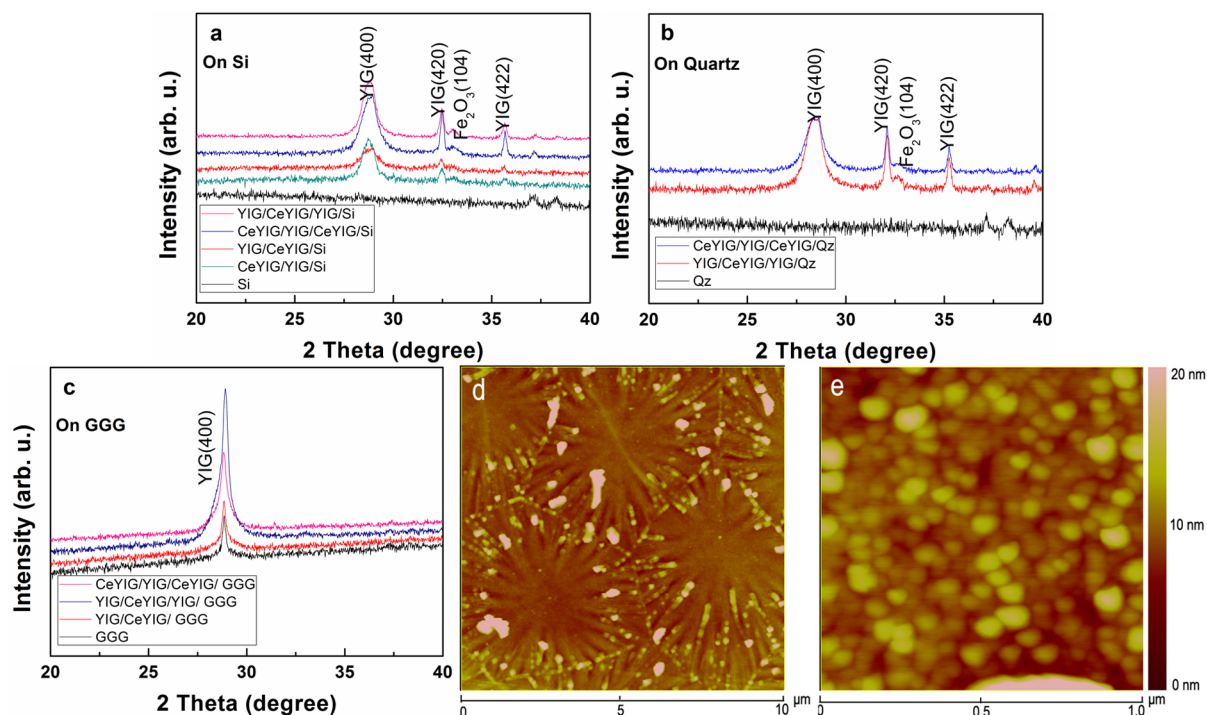 a
On Si
YIG(400)
YIG(420)
Fe2O3(104)
YIG(422)
Intensity (arb. u.)
YIG/CeYIG/YIG/Si
CeYIG/YIG/CeYIG/Si
YIG/CeYIG/Si
CeYIG/YIG/Si
Si
20 25 30 35 40
2 Theta (degree)
b
On Quartz
YIG(400)
YIG(420)
Fe2O3(104)
YIG(422)
Intensity (arb. u.)
CeYIG/YIG/CeYIG/Qz
YIG/CeYIG/YIG/Qz
Qz
20 25 30 35 40
2 Theta (degree)
c
On GGG
YIG(400)
Intensity (arb. u.)
CeYIG/YIG/CeYIG/ GGG
YIG/CeYIG/YIG/ GGG
YIG/CeYIG/ GGG
GGG
20 25 30 35 40
2 Theta (degree)
d
0 5 10
µm
e
0 0.5 1.0
µm
20 nm
10 nm
0 nm